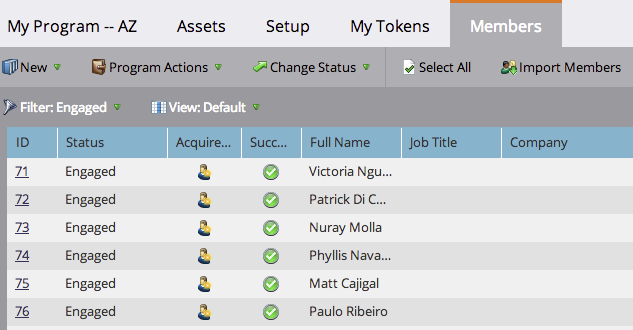 My Program -- AZ Assets Setup My Tokens Members
New Program Actions Change Status Select All Import Members
Filter: Engaged View: Default
ID Status Acquire... Succ... Full Name Job Title Company
71 Engaged Victoria Ngu...
72 Engaged Patrick Di C...
73 Engaged Nuray Molla
74 Engaged Phyllis Nava...
75 Engaged Matt Cajigal
76 Engaged Paulo Ribeiro